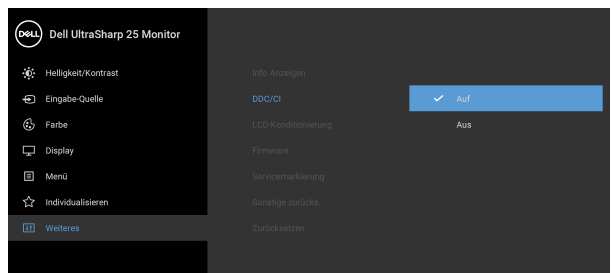 DELL
Dell UltraSharp 25 Monitor
Helligkeit/Kontrast
Eingabe-Quelle
Farbe
Display
Menü
Individualisieren
Weiteres
Info Anzeigen
DDC/CI
LCD-Konditionierung
Firmware
Servicemarkierung
Sonstige zurücks.
Zurücksetzen
Auf
Aus